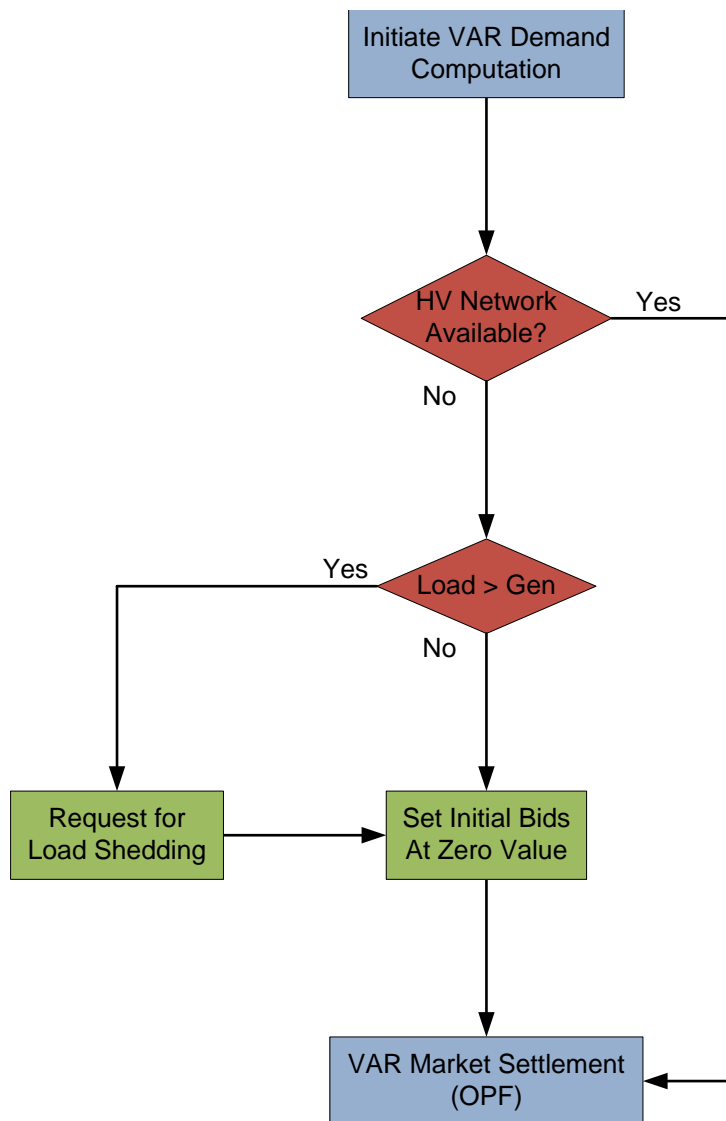 Initiate VAR Demand
Computation
HV Network
Available?
Yes
No
Yes
Load > Gen
No
Request for
Load Shedding
Set Initial Bids
At Zero Value
VAR Market Settlement
(OPF)